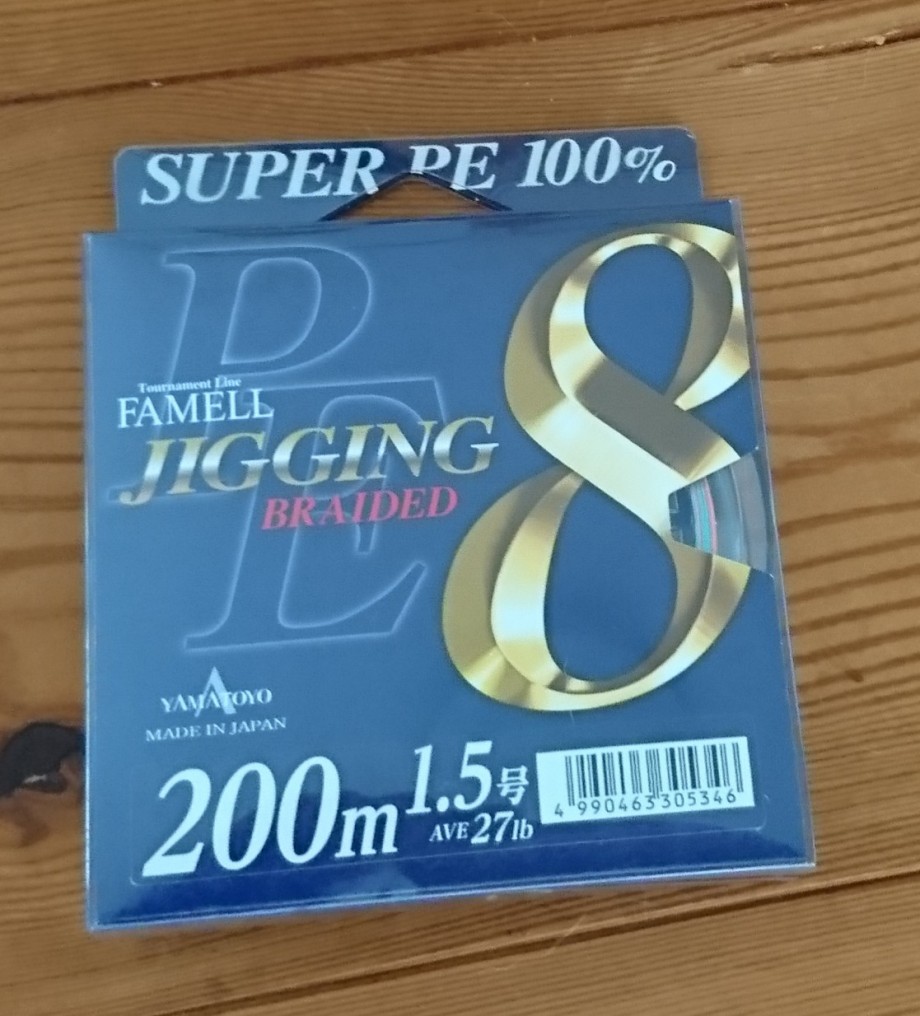 SUPER PE 100%
PE
8
Tournament Line
FAMELL
JIGGING
BRAIDED
YAMATOYO
MADE IN JAPAN
200m 1.5号
AVE 27lb
4 990463 305346